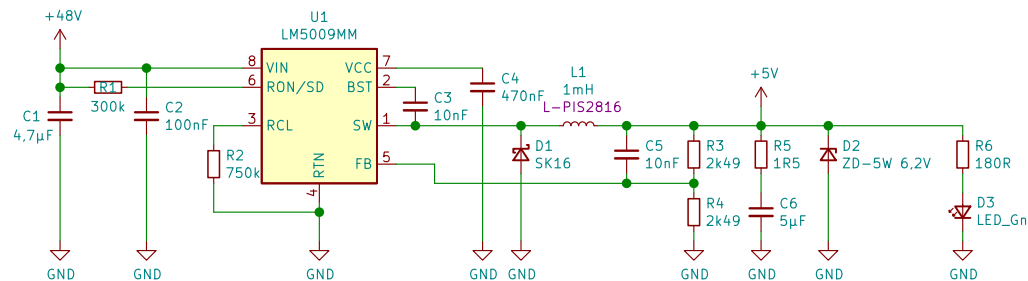 +48V
U1
LM5009MM
8
VIN
VCC
7
6
RON/SD
BST
2
3
RCL
SW
1
FB
5
RTN
4
R1
300k
C1
4,7µF
C2
100nF
R2
750k
C3
10nF
C4
470nF
L1
1mH
L-PIS2816
+5V
D1
SK16
C5
10nF
R3
2k49
R4
2k49
R5
1R5
C6
5µF
D2
ZD-5W 6,2V
R6
180R
D3
LED_Gn
GND
GND
GND
GND
GND
GND
GND
GND
GND